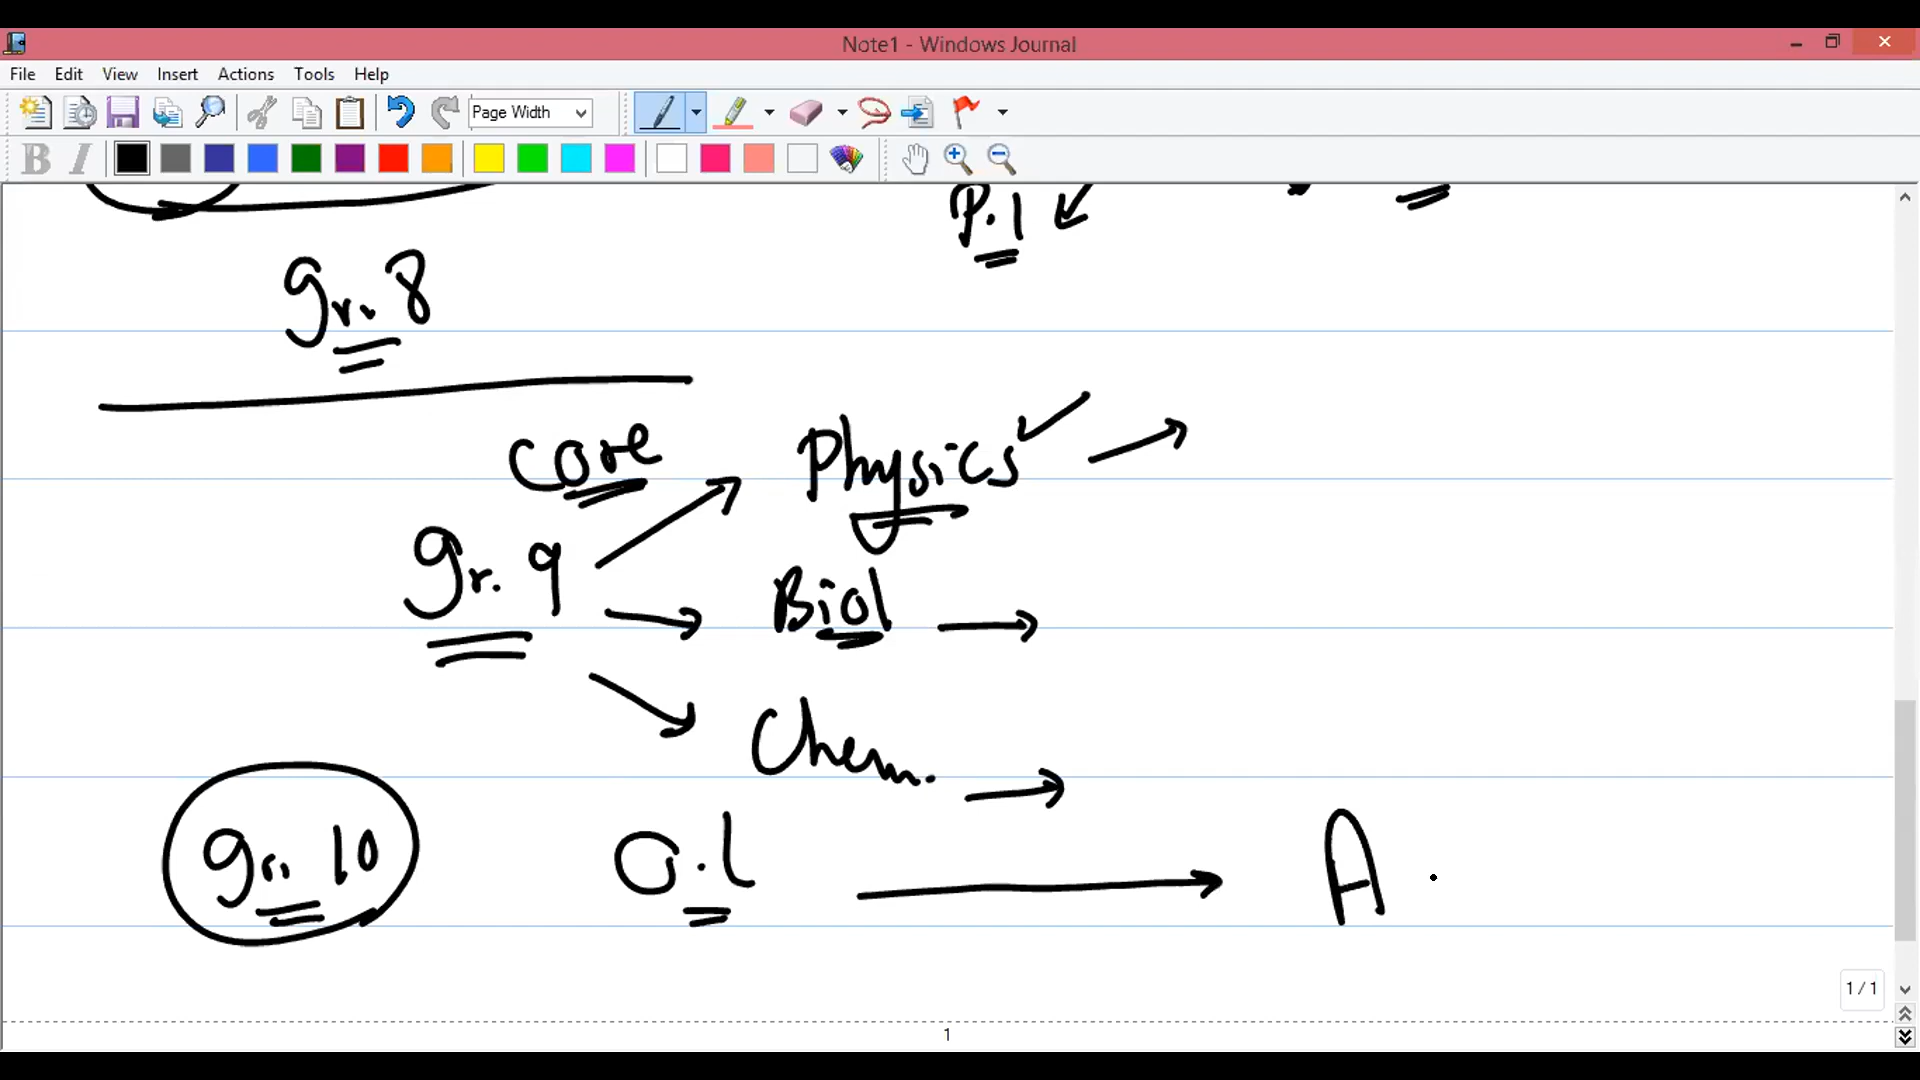 Note1 - Windows Journal
File Edit View Insert Actions Tools Help
Page Width
B I
P.1
gr. 8
Core
Physics
gr. 9
Biol
Chem.
gr. 10 O.L A
1 / 1
1